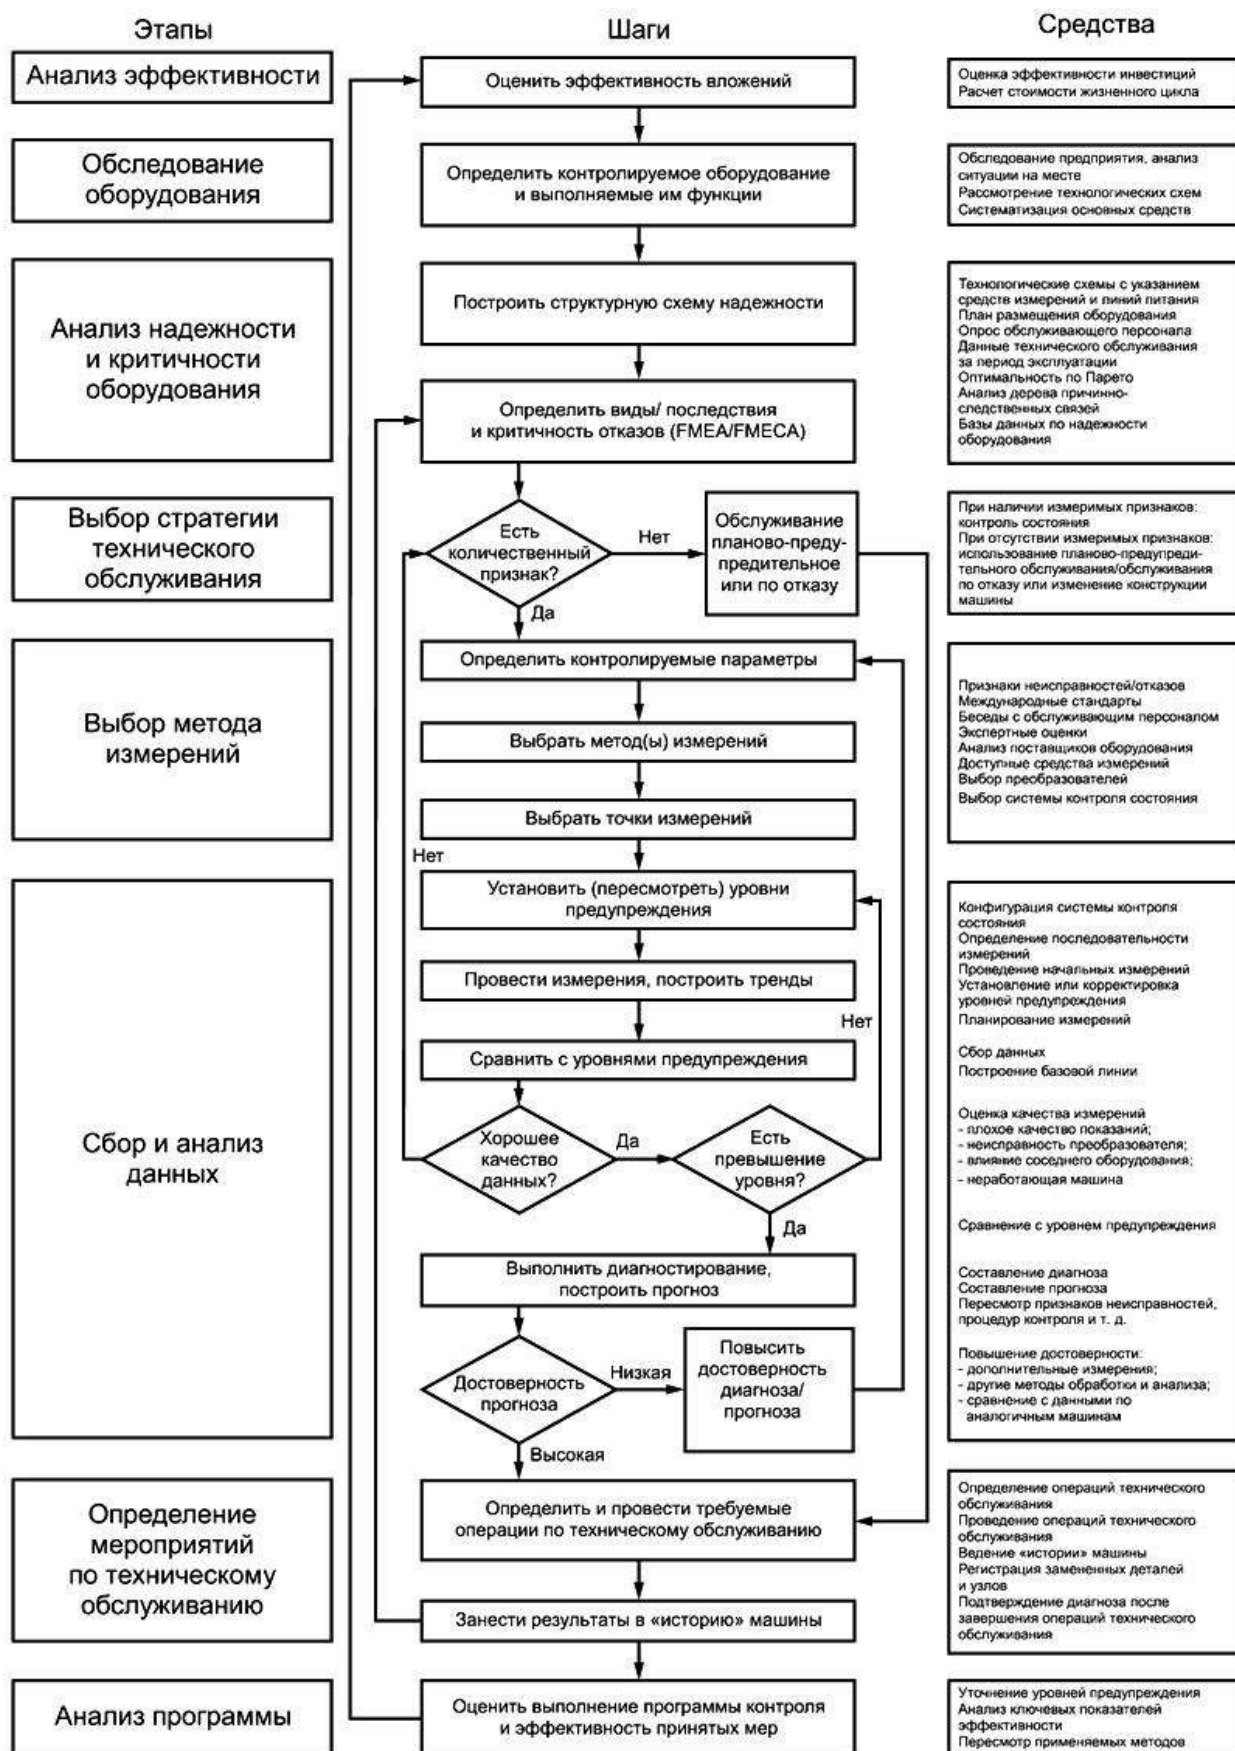 Этапы
Шаги
Средства
Анализ эффективности
Оценить эффективность вложений
Оценка эффективности инвестиций
Расчет стоимости жизненного цикла
Обследование
оборудования
Определить контролируемое оборудование
и выполняемые им функции
Обследование предприятия, анализ
ситуации на месте
Рассмотрение технологических схем
Систематизация основных средств
Анализ надежности
и критичности
оборудования
Построить структурную схему надежности
Определить виды/ последствия
и критичность отказов (FMEA/FMECA)
Технологические схемы с указанием
средств измерений и линий питания
План размещения оборудования
Опрос обслуживающего персонала
Данные технического обслуживания
за период эксплуатации
Оптимальность по Парето
Анализ дерева причинно-
следственных связей
Базы данных по надежности
оборудования
Выбор стратегии
технического
обслуживания
Есть
количественный
признак?
Нет
Обслуживание
планово-преду-
предительное
или по отказу
Да
При наличии измеримых признаков:
контроль состояния
При отсутствии измеримых признаков:
использование планово-предупреди-
тельного обслуживания/обслуживания
по отказу или изменение конструкции
машины
Выбор метода
измерений
Определить контролируемые параметры
Выбрать метод(ы) измерений
Выбрать точки измерений
Признаки неисправностей/отказов
Международные стандарты
Беседы с обслуживающим персоналом
Экспертные оценки
Анализ поставщиков оборудования
Доступные средства измерений
Выбор преобразователей
Выбор системы контроля состояния
Нет
Сбор и анализ
данных
Установить (пересмотреть) уровни
предупреждения
Провести измерения, построить тренды
Нет
Сравнить с уровнями предупреждения
Хорошее
качество
данных?
Да
Есть
превышение
уровня?
Да
Выполнить диагностирование,
построить прогноз
Достоверность
прогноза
Низкая
Повысить
достоверность
диагноза/
прогноза
Высокая
Конфигурация системы контроля
состояния
Определение последовательности
измерений
Проведение начальных измерений
Установление или корректировка
уровней предупреждения
Планирование измерений
Сбор данных
Построение базовой линии
Оценка качества измерений
- плохое качество показаний;
- неисправность преобразователя;
- влияние соседнего оборудования;
- неработающая машина
Сравнение с уровнем предупреждения
Составление диагноза
Составление прогноза
Пересмотр признаков неисправностей,
процедур контроля и т. д.
Повышение достоверности:
- дополнительные измерения;
- другие методы обработки и анализа;
- сравнение с данными по
аналогичным машинам
Определение
мероприятий
по техническому
обслуживанию
Определить и провести требуемые
операции по техническому обслуживанию
Занести результаты в «историю» машины
Определение операций технического
обслуживания
Проведение операций технического
обслуживания
Ведение «истории» машины
Регистрация замененных деталей
и узлов
Подтверждение диагноза после
завершения операций технического
обслуживания
Анализ программы
Оценить выполнение программы контроля
и эффективность принятых мер
Уточнение уровней предупреждения
Анализ ключевых показателей
эффективности
Пересмотр применяемых методов